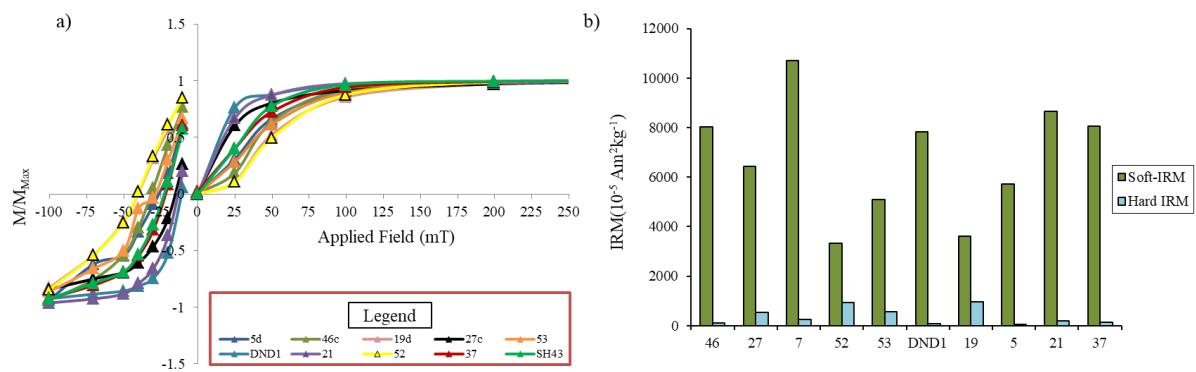 a)
1.5
1
0.5
0
-0.5
-1
-1.5
M/M_Max
-100 -75 -50 -25 0 25 50 75 100 125 150 175 200 225 250
Applied Field (mT)
Legend
5d 46c 19d 27c 53
DND1 21 52 37 SH43
b)
12000
10000
8000
6000
4000
2000
0
IRM(10⁻⁵ Am²kg⁻¹)
46 27 7 52 53 DND1 19 5 21 37
Soft-IRM
Hard IRM